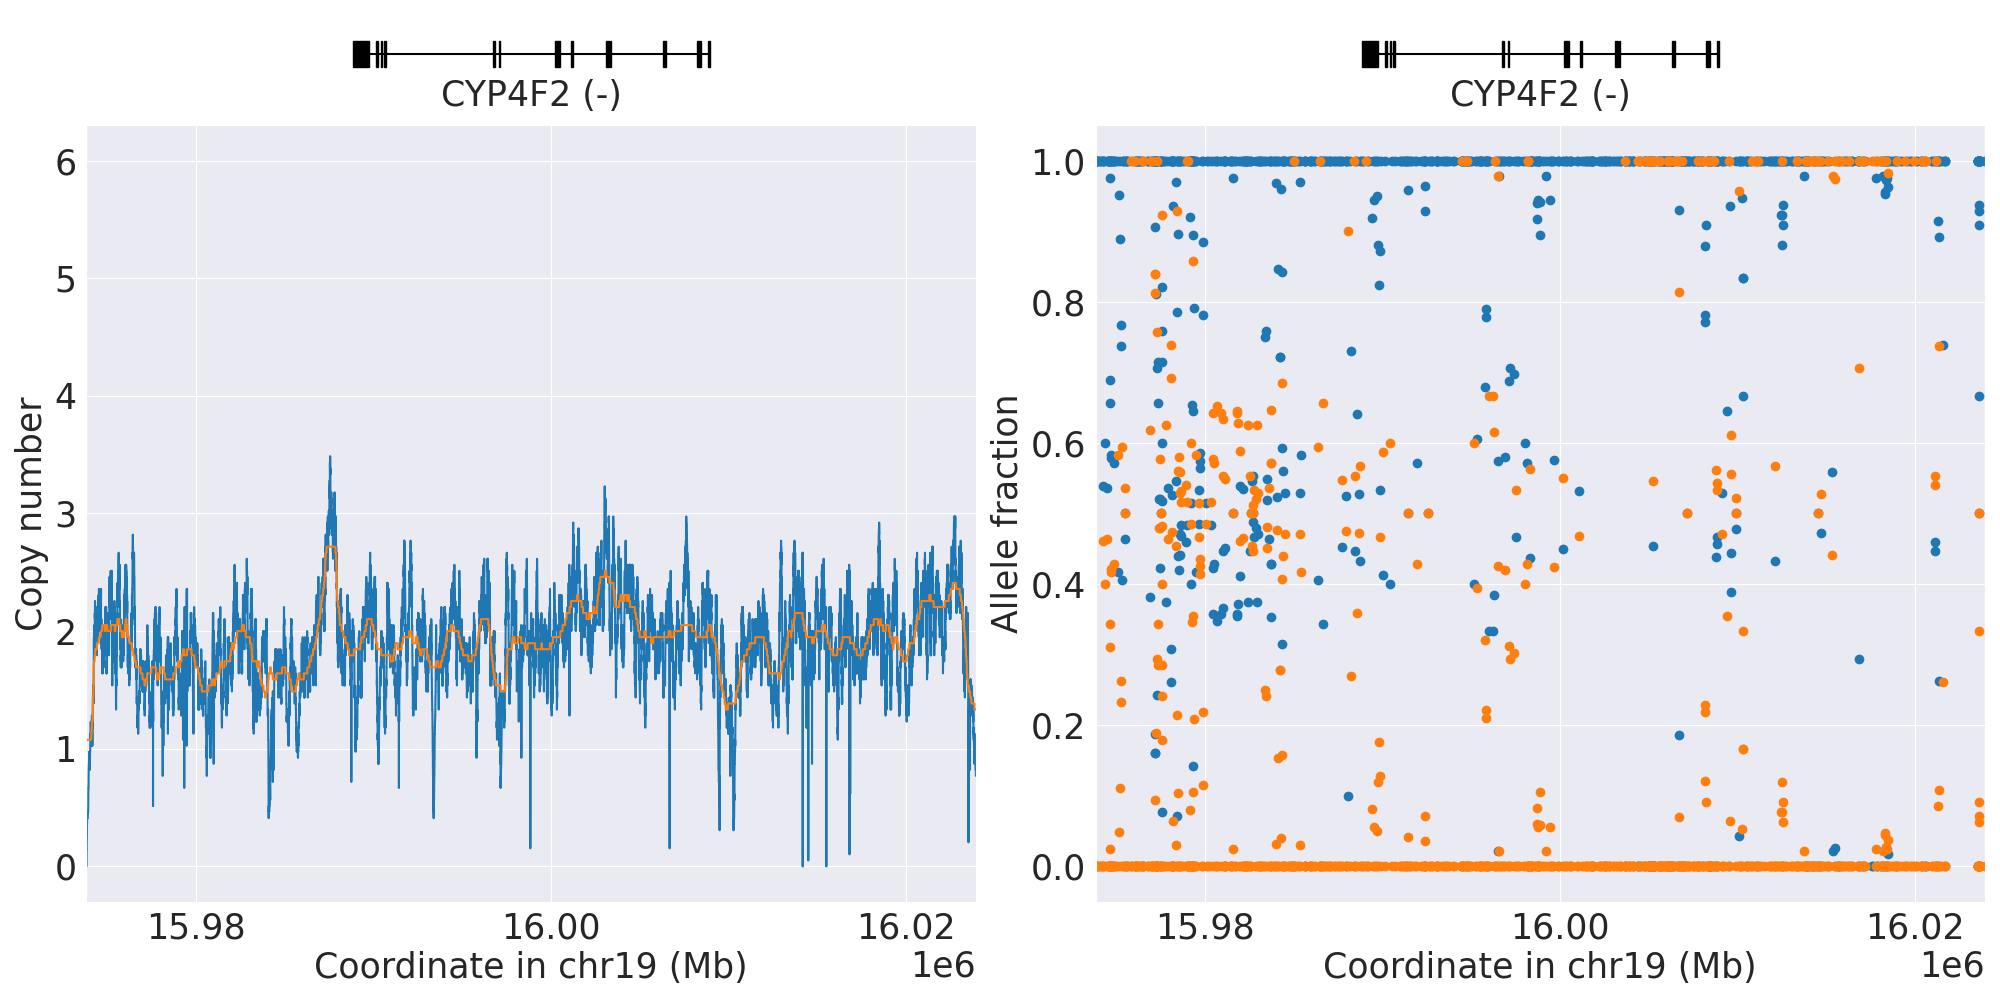 CYP4F2 (-)
6
5
4
3
2
1
0
Copy number
15.98
16.00
16.02
1e6
Coordinate in chr19 (Mb)
CYP4F2 (-)
1.0
0.8
0.6
0.4
0.2
0.0
Allele fraction
15.98
16.00
16.02
1e6
Coordinate in chr19 (Mb)